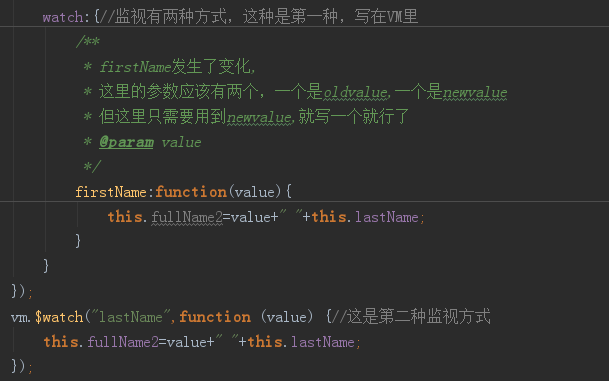 watch:{//监视有两种方式，这种是第一种，写在VM里
/**
* firstName发生了变化,
* 这里的参数应该有两个，一个是oldvalue,一个是newvalue
* 但这里只需要用到newvalue,就写一个就行了
* @param value
*/
firstName:function(value){
this.fullName2=value+" "+this.lastName;
}
}
});
vm.$watch("lastName",function (value) {//这是第二种监视方式
this.fullName2=value+" "+this.lastName;
});